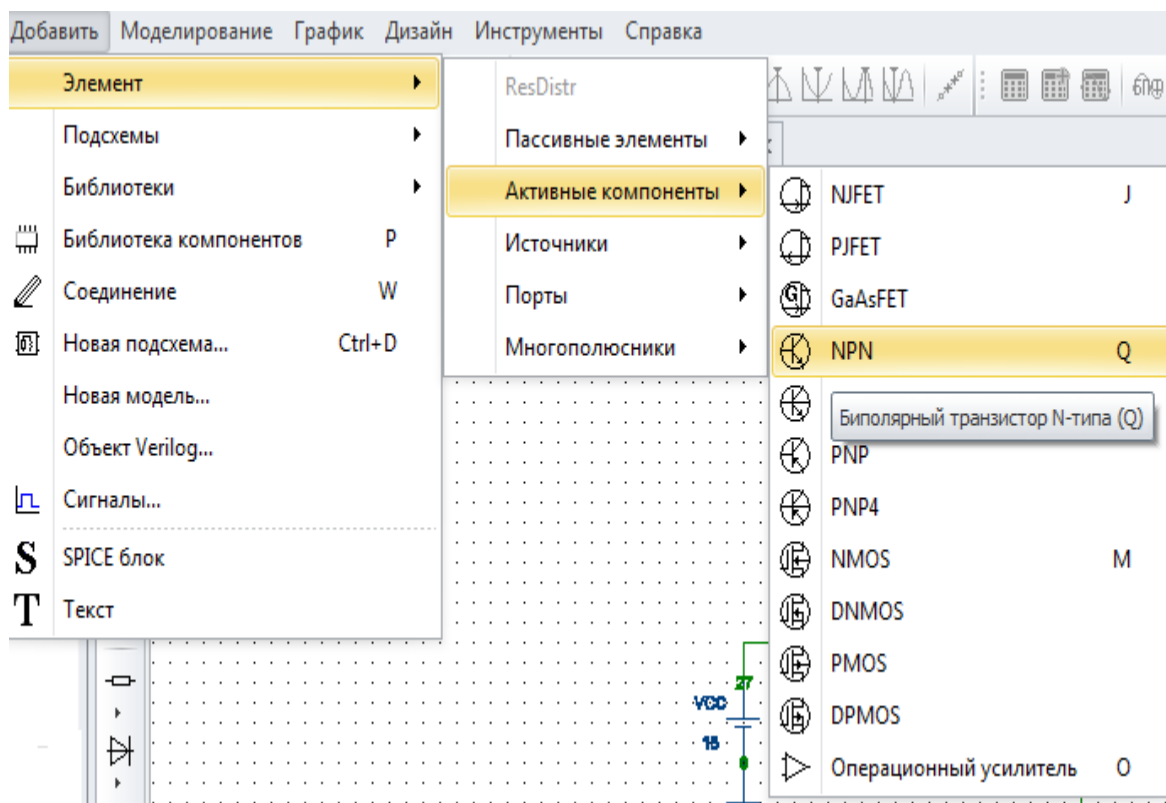 Добавить Моделирование График Дизайн Инструменты Справка
Элемент
Подсхемы
Библиотеки
Библиотека компонентов P
Соединение W
Новая подсхема... Ctrl+D
Новая модель...
Объект Verilog...
Сигналы...
S SPICE блок
T Текст
ResDistr
Пассивные элементы
Активные компоненты
Источники
Порты
Многополюсники
NJFET J
PJFET
GaAsFET
NPN Q
Биполярный транзистор N-типа (Q)
PNP
PNP4
NMOS M
DNMOS
PMOS
DPMOS
Операционный усилитель O
27
VCC
15